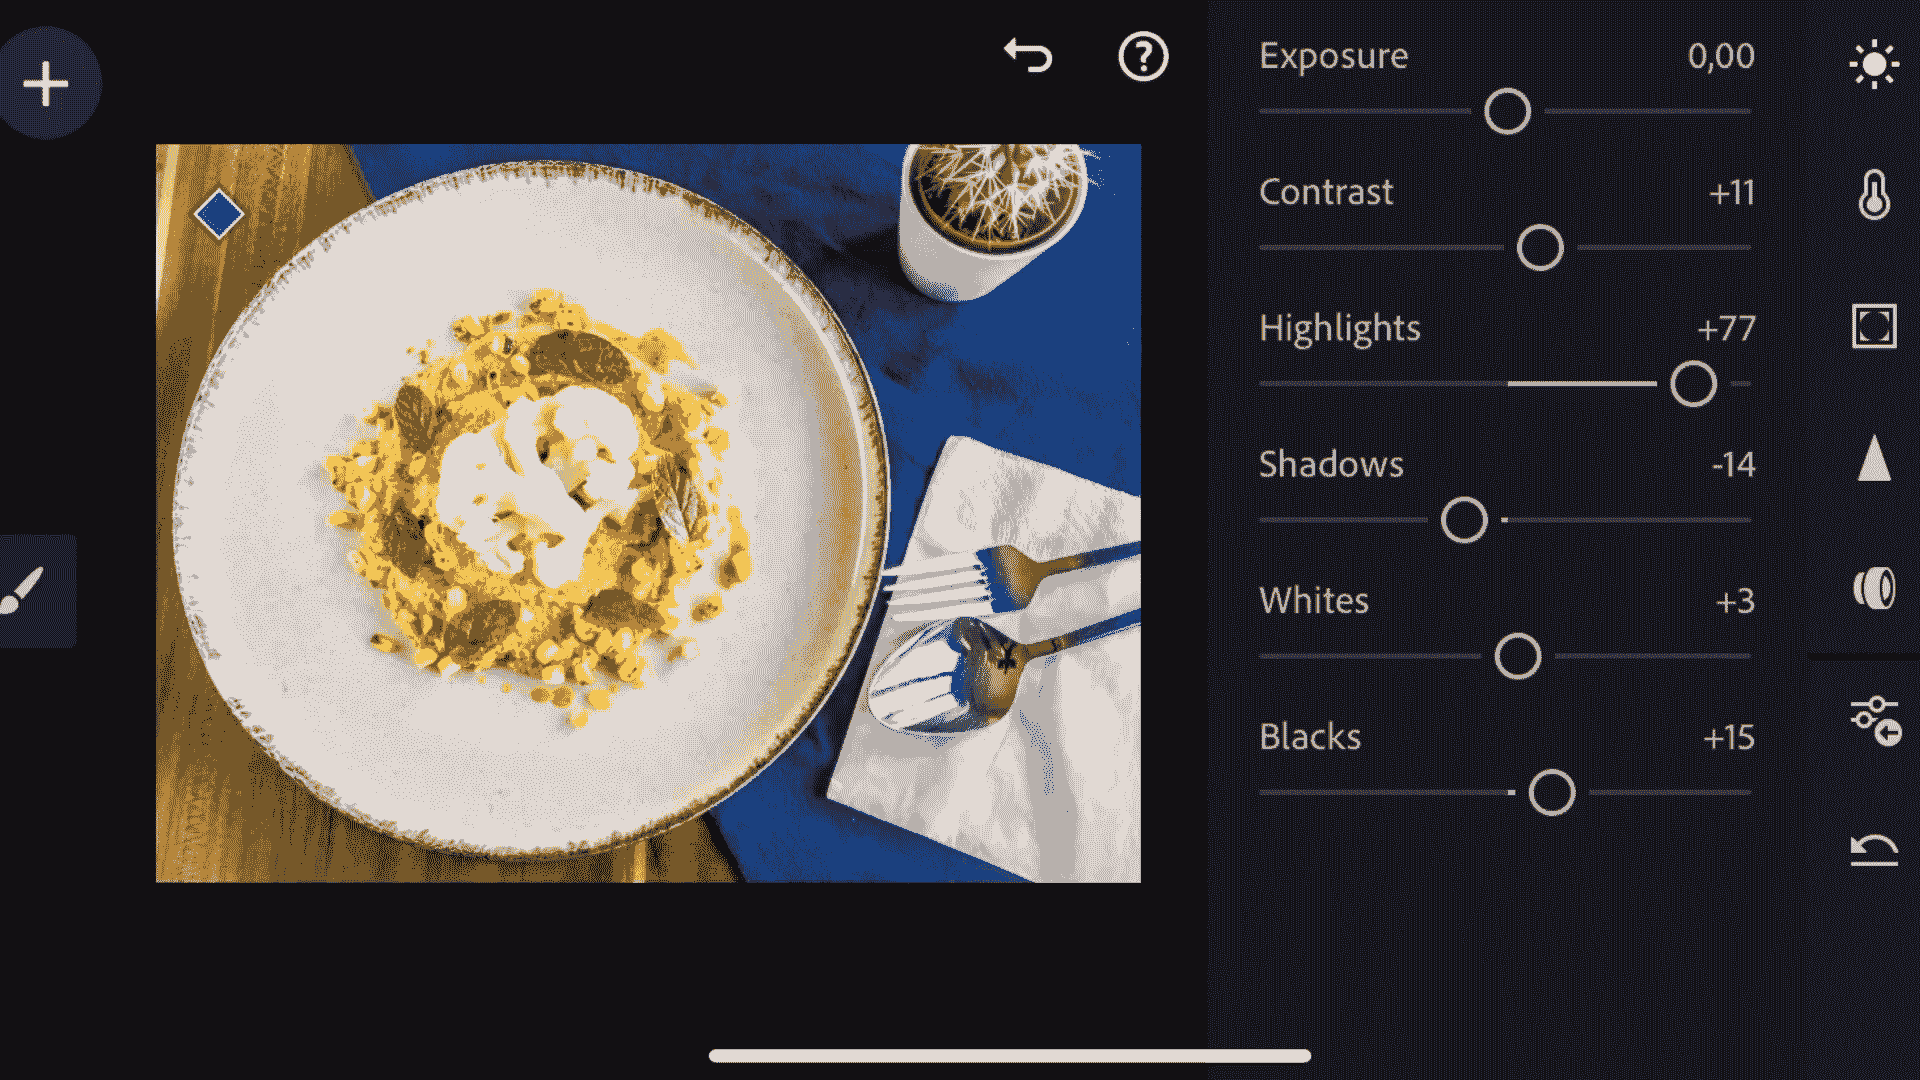 Exposure 0,00
Contrast +11
Highlights +77
Shadows -14
Whites +3
Blacks +15